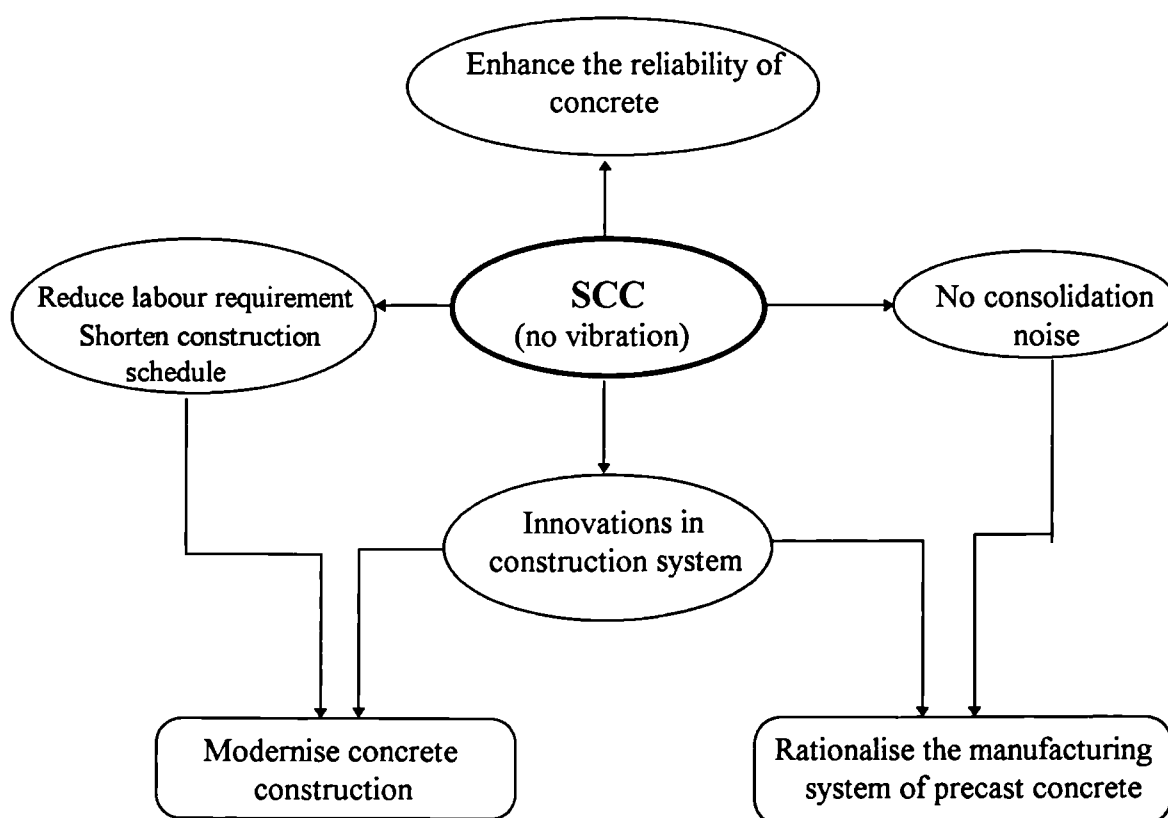 Enhance the reliability of
concrete
Reduce labour requirement
Shorten construction
schedule
SCC
(no vibration)
No consolidation
noise
Innovations in
construction system
Modernise concrete
construction
Rationalise the manufacturing
system of precast concrete